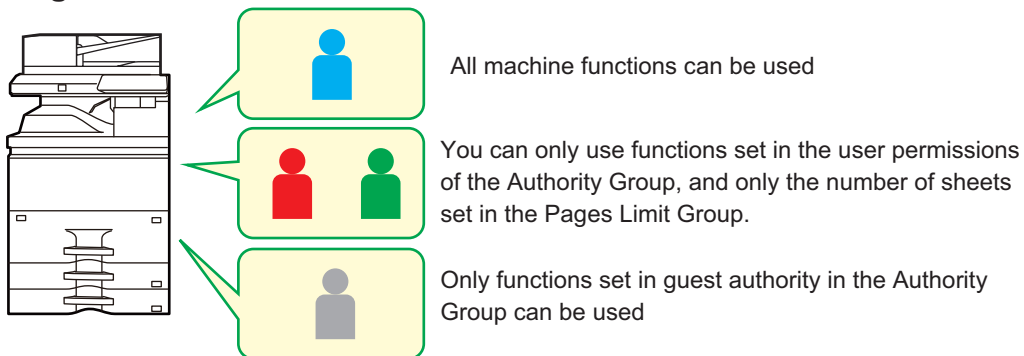 All machine functions can be used
You can only use functions set in the user permissions
of the Authority Group, and only the number of sheets
set in the Pages Limit Group.
Only functions set in guest authority in the Authority
Group can be used